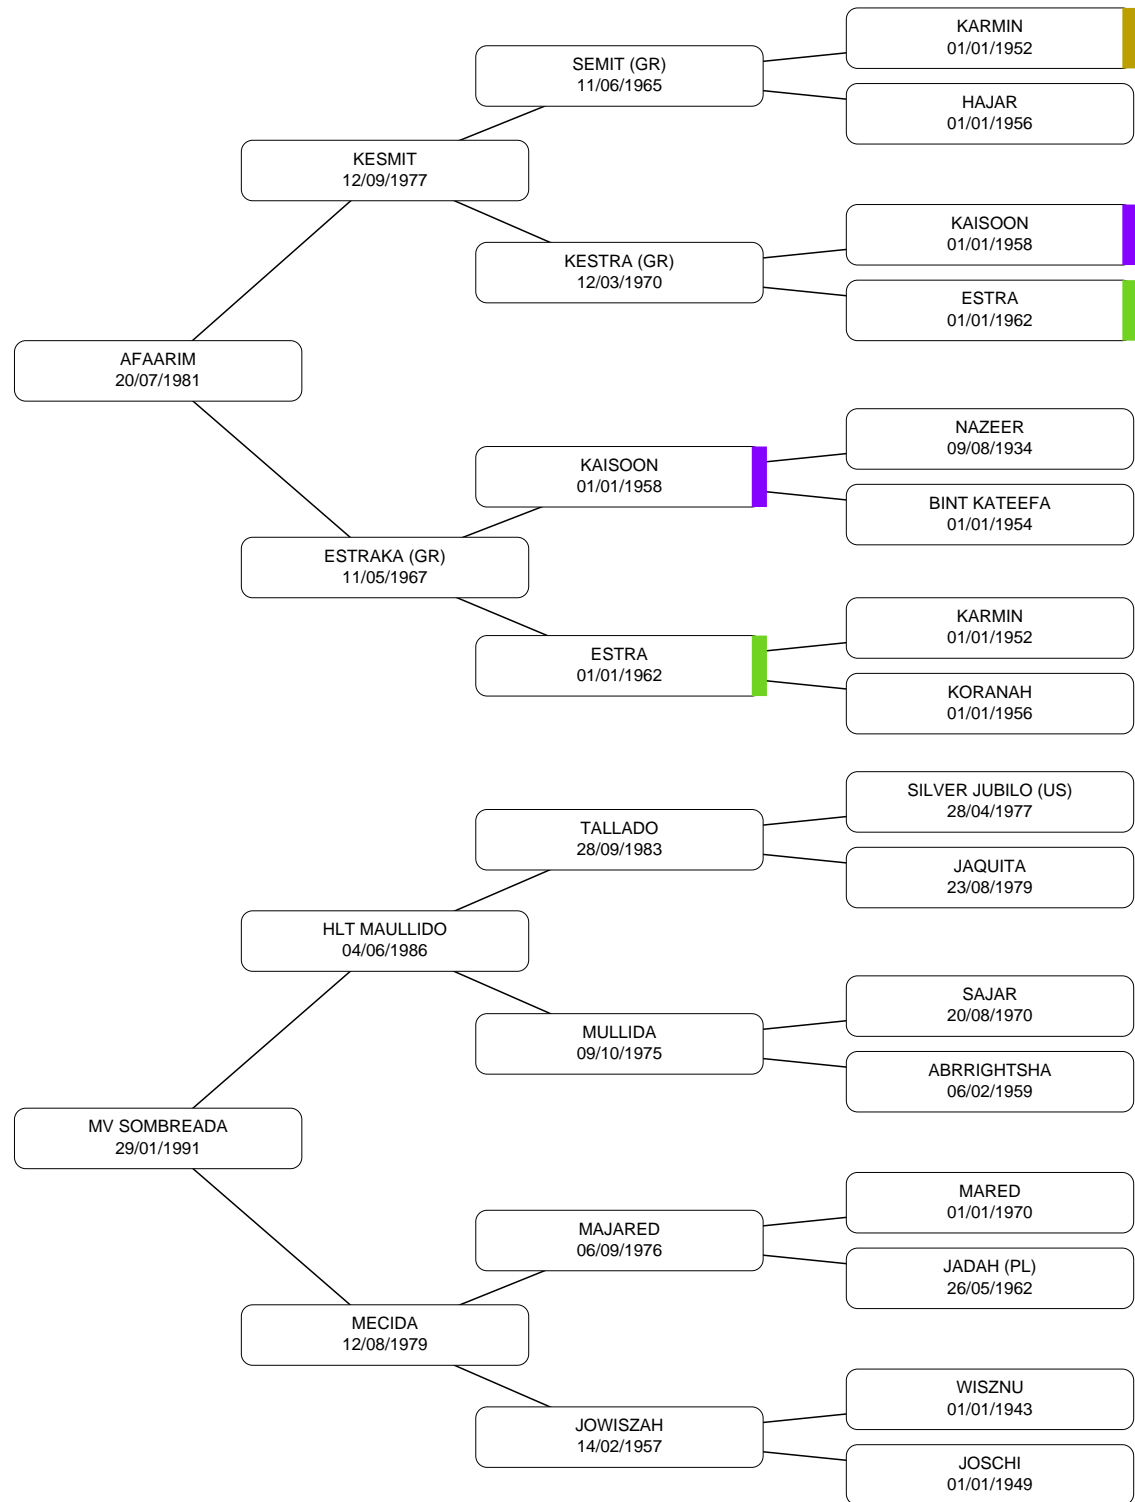 KARMIN
01/01/1952
SEMIT (GR)
11/06/1965
HAJAR
01/01/1956
KESMIT
12/09/1977
KAISOON
01/01/1958
KESTRA (GR)
12/03/1970
ESTRA
01/01/1962
AFAARIM
20/07/1981
NAZEER
09/08/1934
KAISOON
01/01/1958
BINT KATEEFA
01/01/1954
ESTRAKA (GR)
11/05/1967
KARMIN
01/01/1952
ESTRA
01/01/1962
KORANAH
01/01/1956
SILVER JUBILO (US)
28/04/1977
TALLADO
28/09/1983
JAQUITA
23/08/1979
HLT MAULLIDO
04/06/1986
SAJAR
20/08/1970
MULLIDA
09/10/1975
ABRRIGHTSHA
06/02/1959
MV SOMBREADA
29/01/1991
MARED
01/01/1970
MAJARED
06/09/1976
JADAH (PL)
26/05/1962
MECIDA
12/08/1979
WISZNU
01/01/1943
JOWISZAH
14/02/1957
JOSCHI
01/01/1949